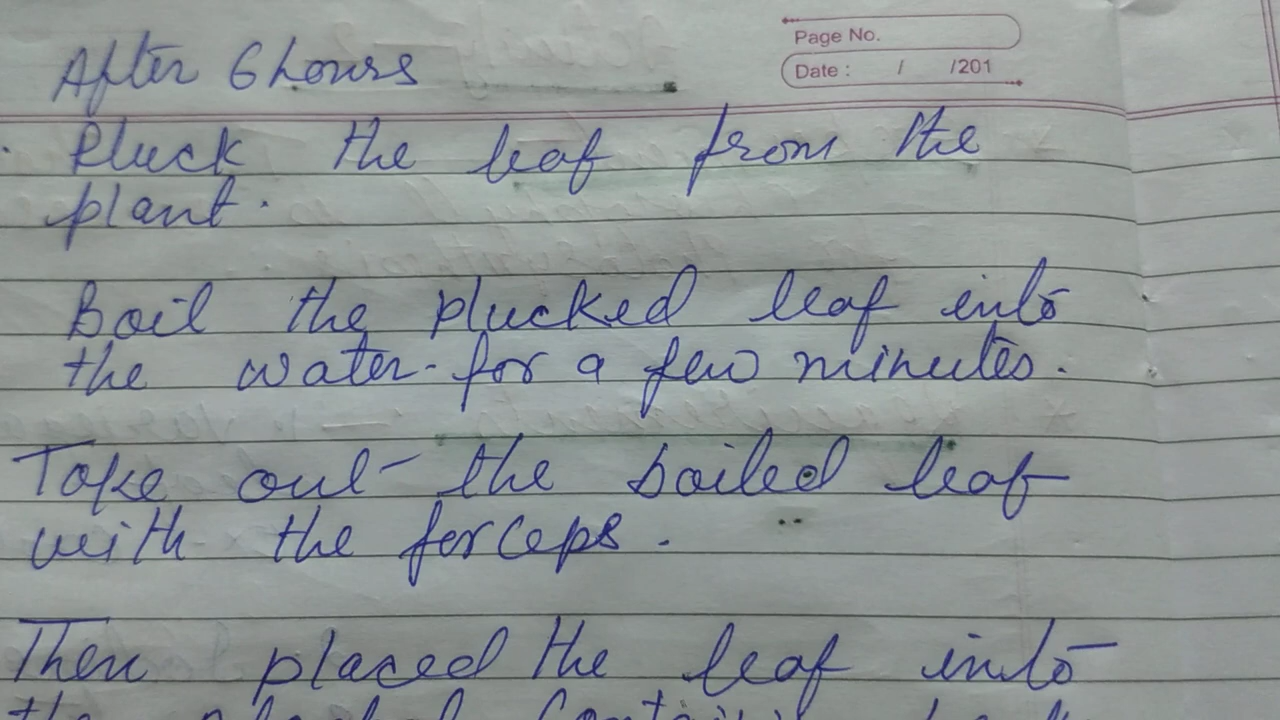 Page No.
Date : / /201
After 6 hours
Pluck the leaf from the
plant.
Boil the plucked leaf into
the water for a few minutes.
Take out the boiled leaf
with the forceps.
Then placed the leaf into
the